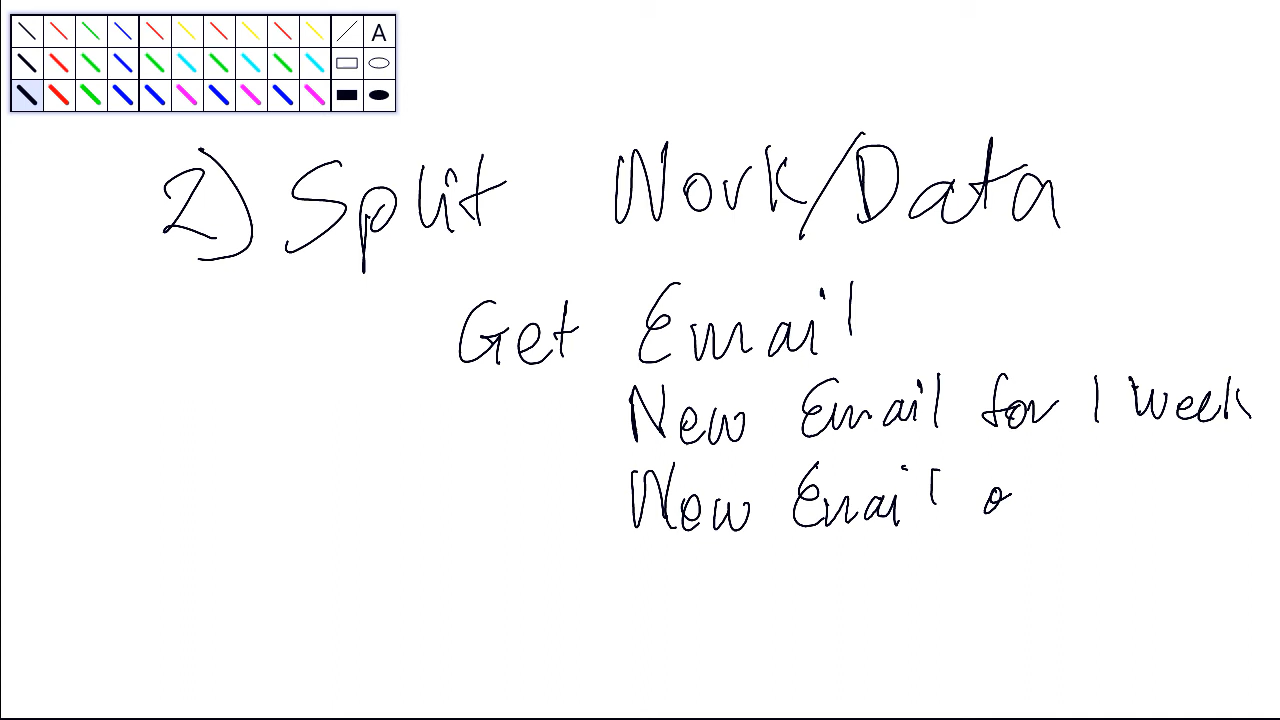 A
2) Split Work/Data
Get Email
New Email for 1 week
New Email o